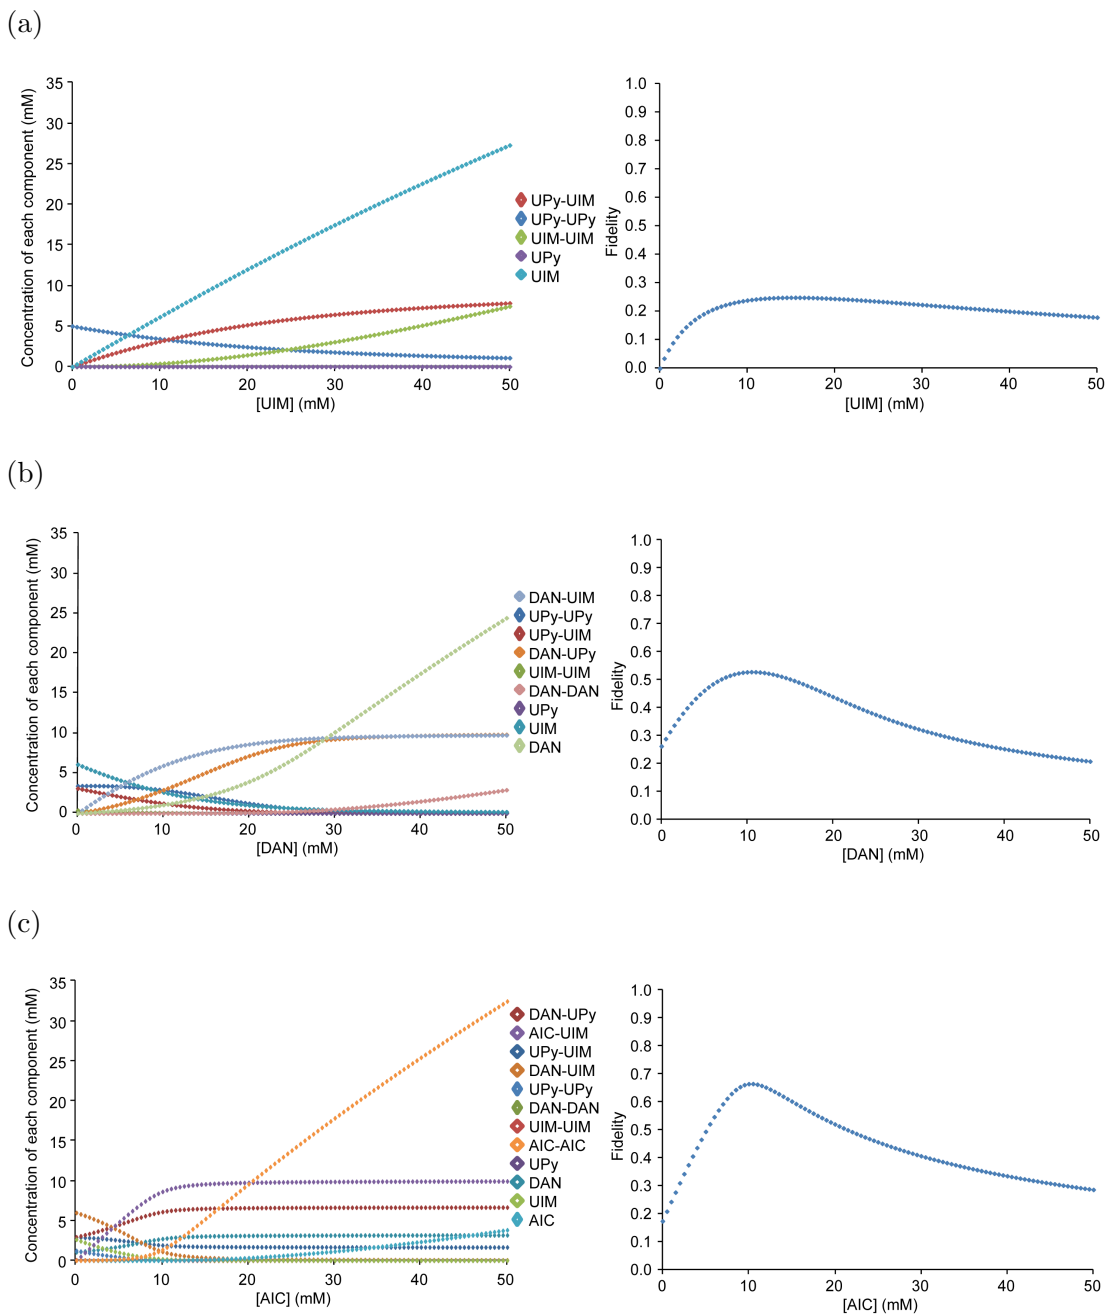 (a)
Concentration of each component (mM)
35
30
25
20
15
10
5
0
0 10 20 30 40 50
[UIM] (mM)
UPy-UIM
UPy-UPy
UIM-UIM
UPy
UIM
Fidelity
1.0
0.9
0.8
0.7
0.6
0.5
0.4
0.3
0.2
0.1
0.0
0 10 20 30 40 50
[UIM] (mM)
(b)
Concentration of each component (mM)
35
30
25
20
15
10
5
0
0 10 20 30 40 50
[DAN] (mM)
DAN-UIM
UPy-UPy
UPy-UIM
DAN-UPy
UIM-UIM
DAN-DAN
UPy
UIM
DAN
Fidelity
1.0
0.9
0.8
0.7
0.6
0.5
0.4
0.3
0.2
0.1
0.0
0 10 20 30 40 50
[DAN] (mM)
(c)
Concentration of each component (mM)
35
30
25
20
15
10
5
0
0 10 20 30 40 50
[AIC] (mM)
DAN-UPy
AIC-UIM
UPy-UIM
DAN-UIM
UPy-UPy
DAN-DAN
UIM-UIM
AIC-AIC
UPy
DAN
UIM
AIC
Fidelity
1.0
0.9
0.8
0.7
0.6
0.5
0.4
0.3
0.2
0.1
0.0
0 10 20 30 40 50
[AIC] (mM)